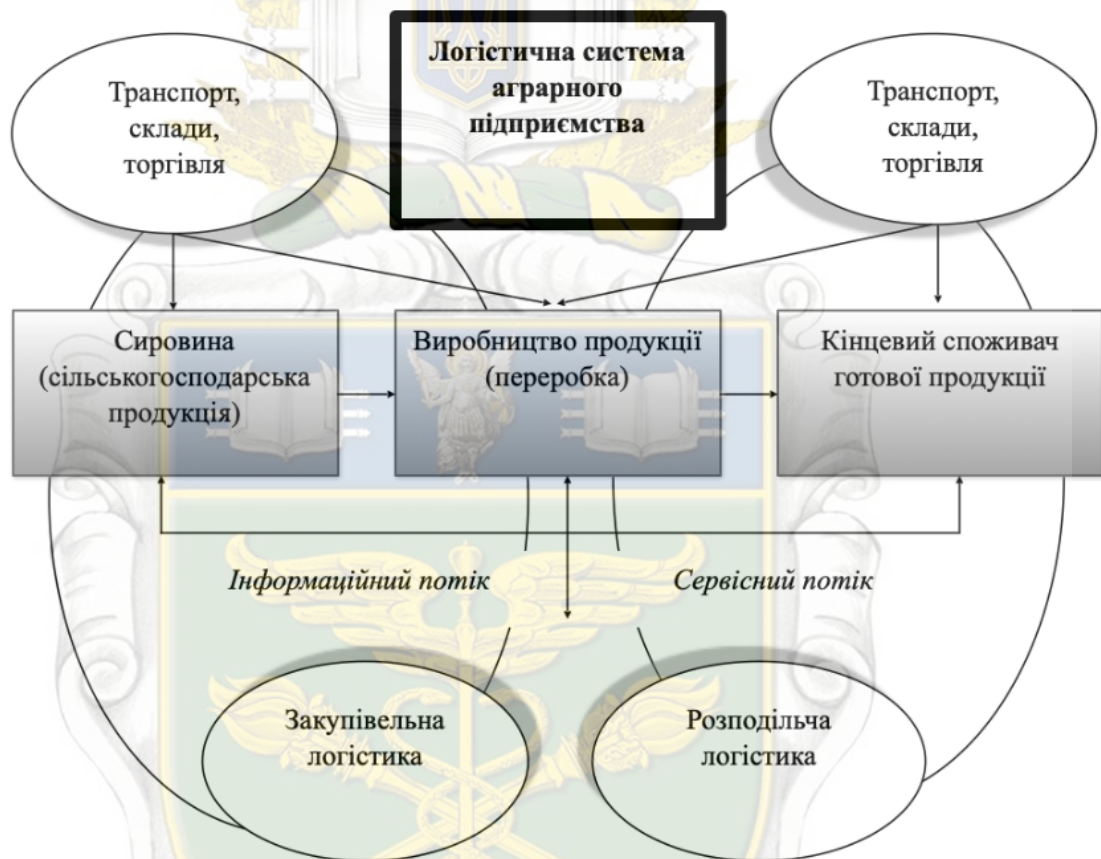 Логістична система
аграрного
підприємства
Транспорт,
склади,
торгівля
Транспорт,
склади,
торгівля
Сировина
(сільськогосподарська
продукція)
Виробництво продукції
(переробка)
Кінцевий споживач
готової продукції
Інформаційний потік
Сервісний потік
Закупівельна
логістика
Розподільча
логістика